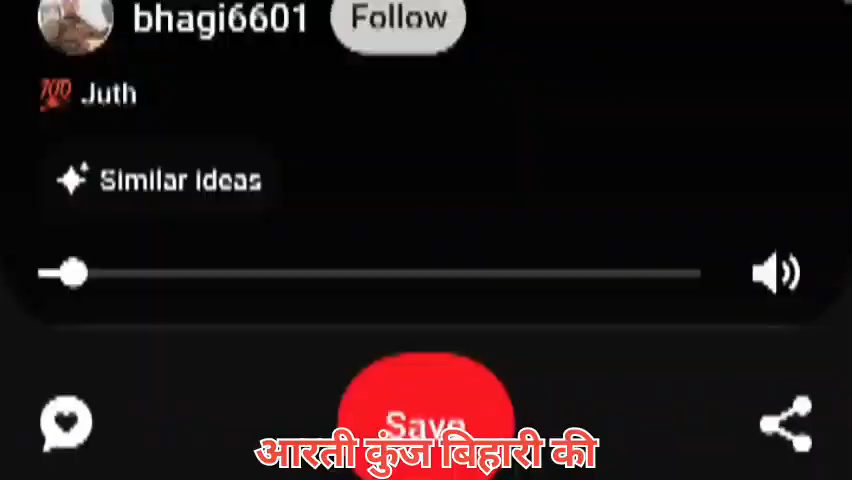 bhagi6601 Follow
💯 Juth
Similar ideas
Save
आरती कुंज बिहारी की